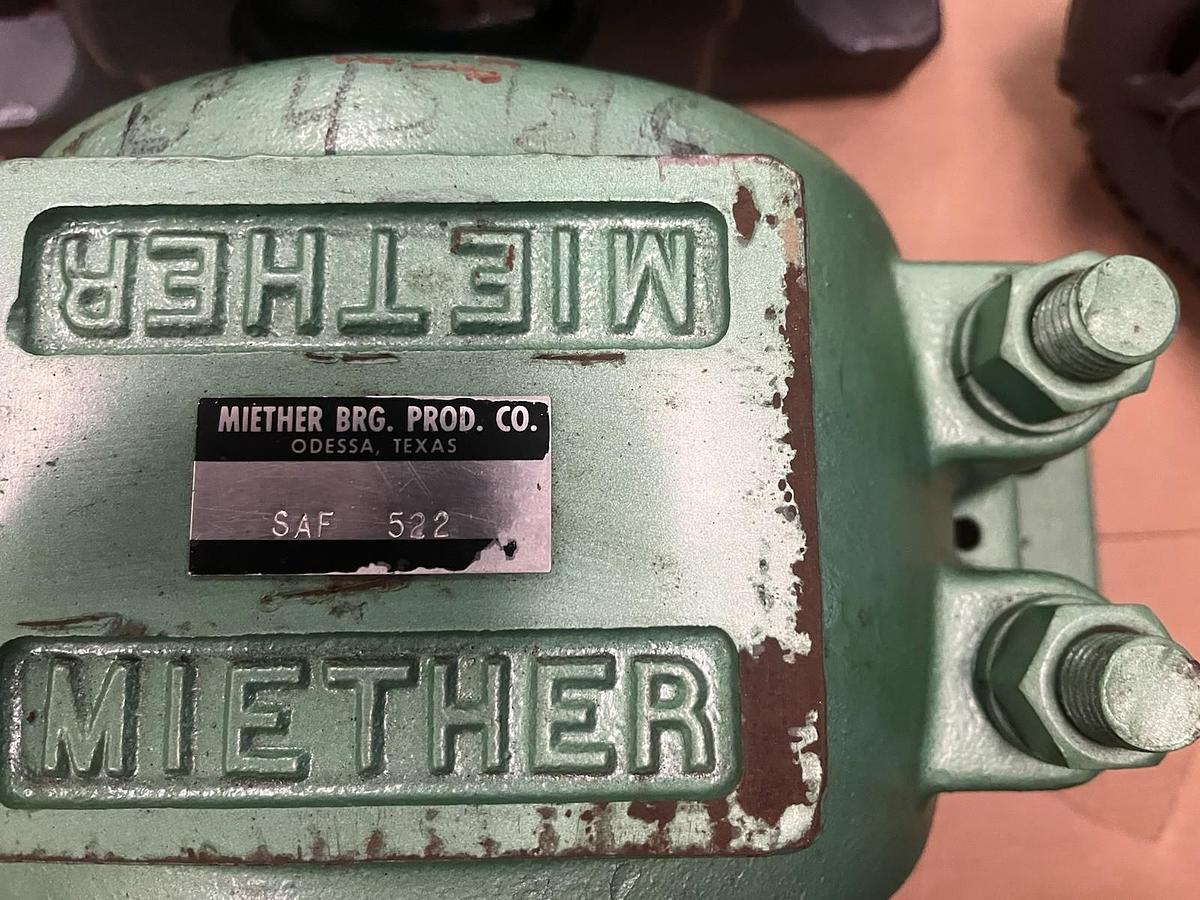 MIETHER
MIETHER BRG. PROD. CO.
ODESSA, TEXAS
SAF 522
MIETHER